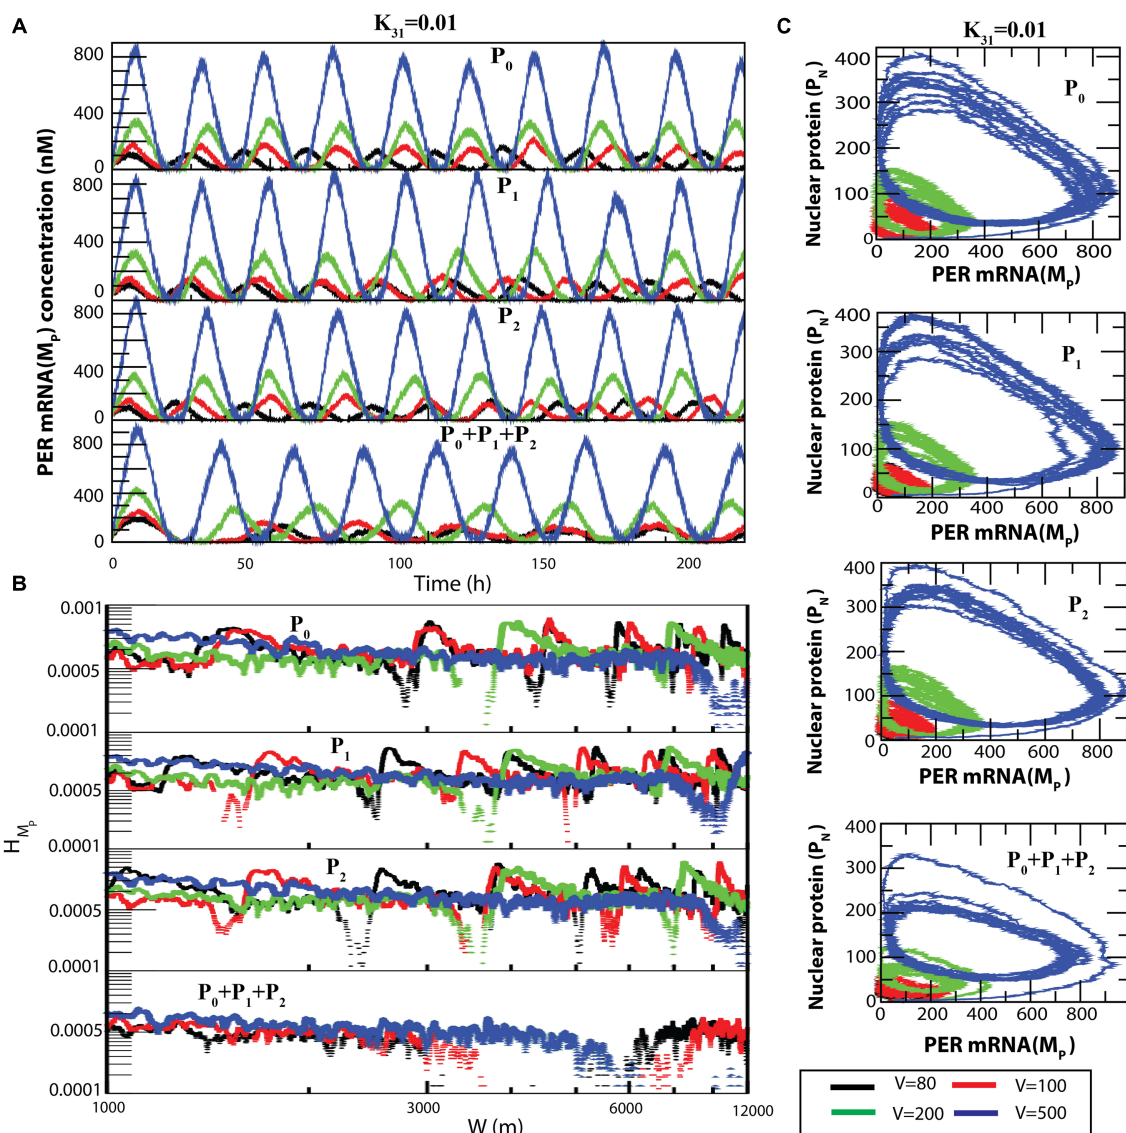 A
K31=0.01
PER mRNA(MP) concentration (nM)
800
400
0
P0
800
400
0
P1
800
400
0
P2
800
400
0
P0+P1+P2
0 50 100 150 200
Time (h)
B
HMP
0.001
0.0005
0.0001
P0
0.0005
0.0001
P1
0.0005
0.0001
P2
0.0005
0.0001
P0+P1+P2
1000 3000 6000 12000
W (m)
C
K31=0.01
Nuclear protein (PN)
400
300
200
100
0
P0
0 200 400 600 800
PER mRNA(MP)
Nuclear protein (PN)
400
300
200
100
0
P1
0 200 400 600 800
PER mRNA(MP)
Nuclear protein (PN)
400
300
200
100
0
P2
0 200 400 600 800
PER mRNA(MP)
Nuclear protein (PN)
400
300
200
100
0
P0+P1+P2
0 200 400 600 800
PER mRNA(MP)
V=80 V=100
V=200 V=500